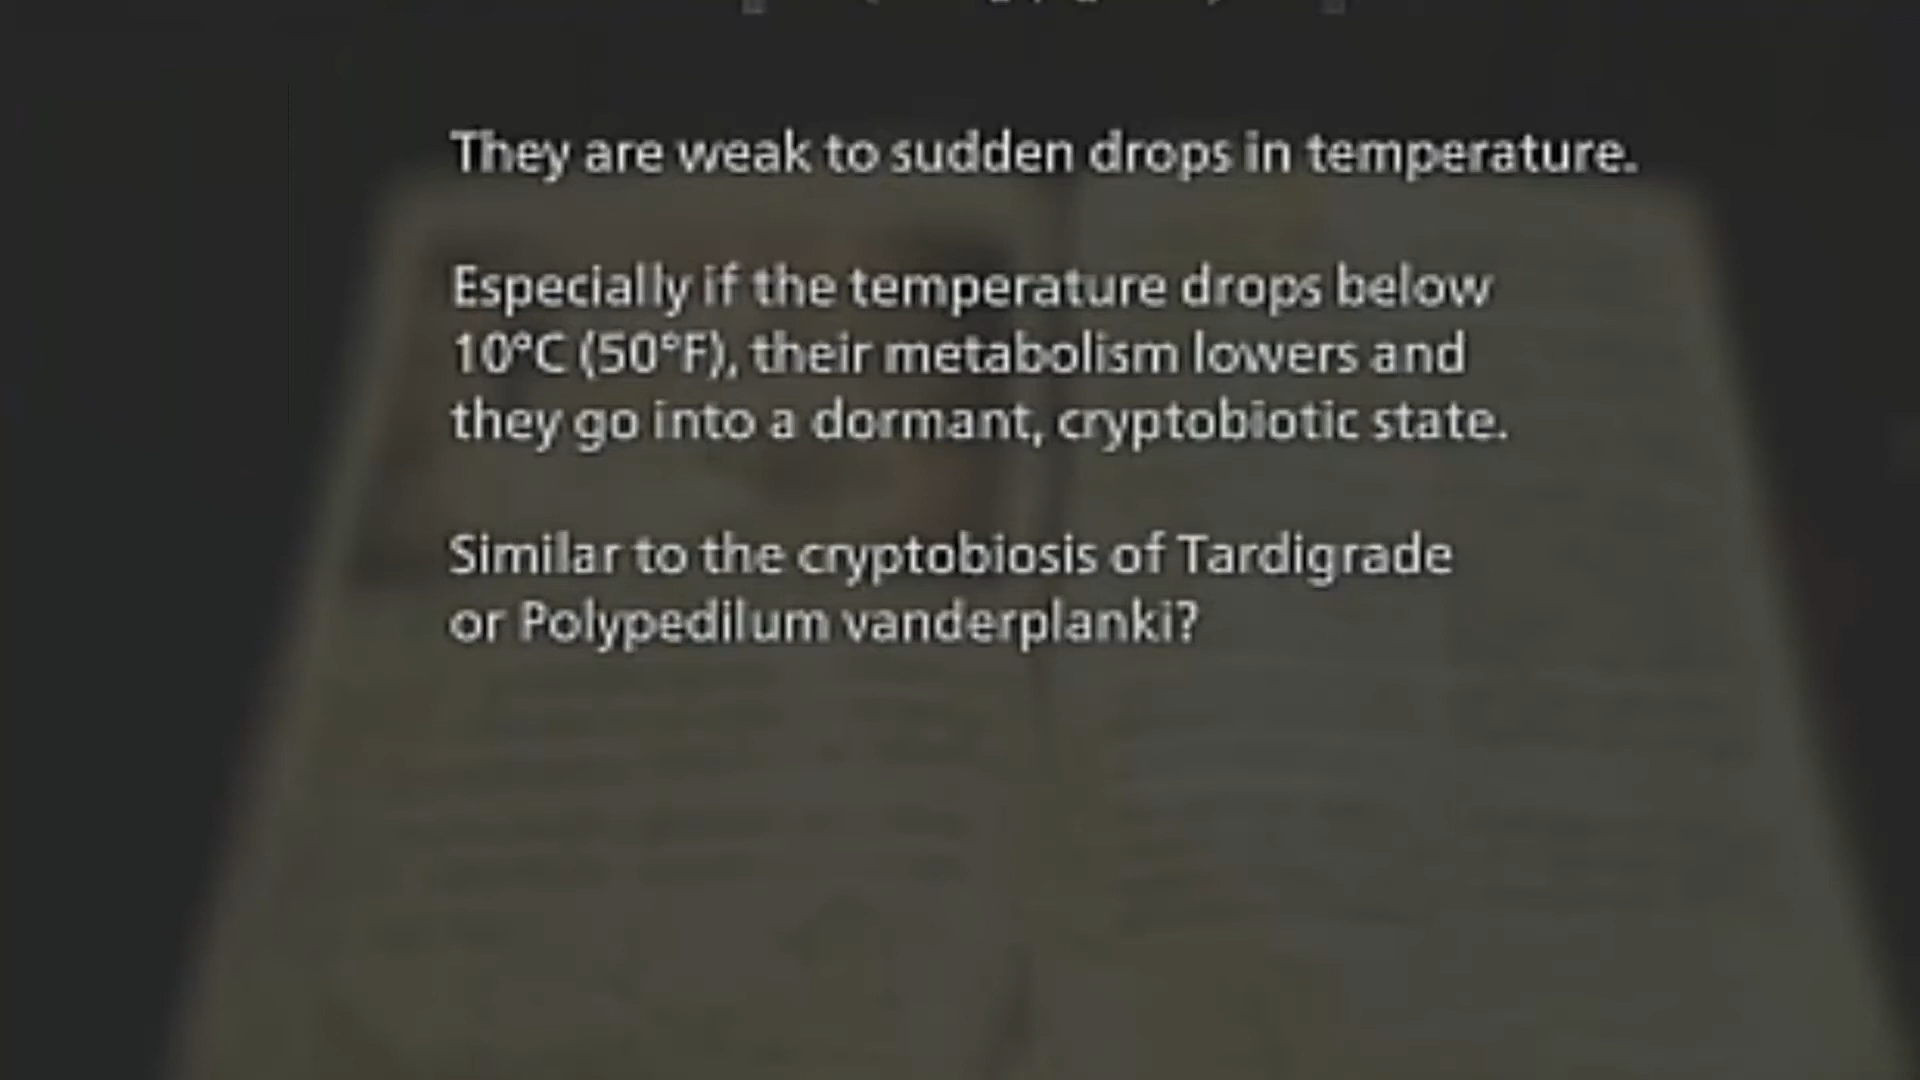 They are weak to sudden drops in temperature.
Especially if the temperature drops below
10°C (50°F), their metabolism lowers and
they go into a dormant, cryptobiotic state.
Similar to the cryptobiosis of Tardigrade
or Polypedilum vanderplanki?